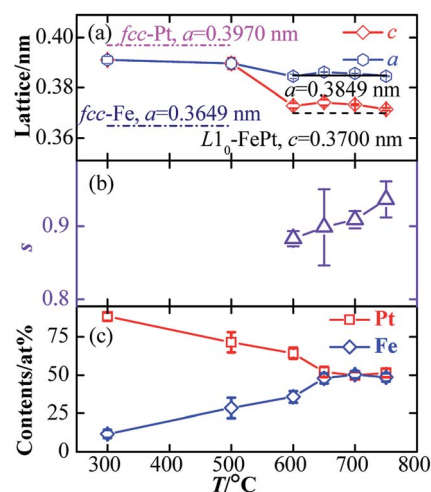 (a)
fcc-Pt, a=0.3970 nm
c
a
fcc-Fe, a=0.3649 nm
a=0.3849 nm
L1₀-FePt, c=0.3700 nm
Lattice/nm
0.40
0.38
0.36
(b)
s
0.9
0.8
(c)
Pt
Fe
Contents/at%
75
50
25
0
300 400 500 600 700 800
T/°C